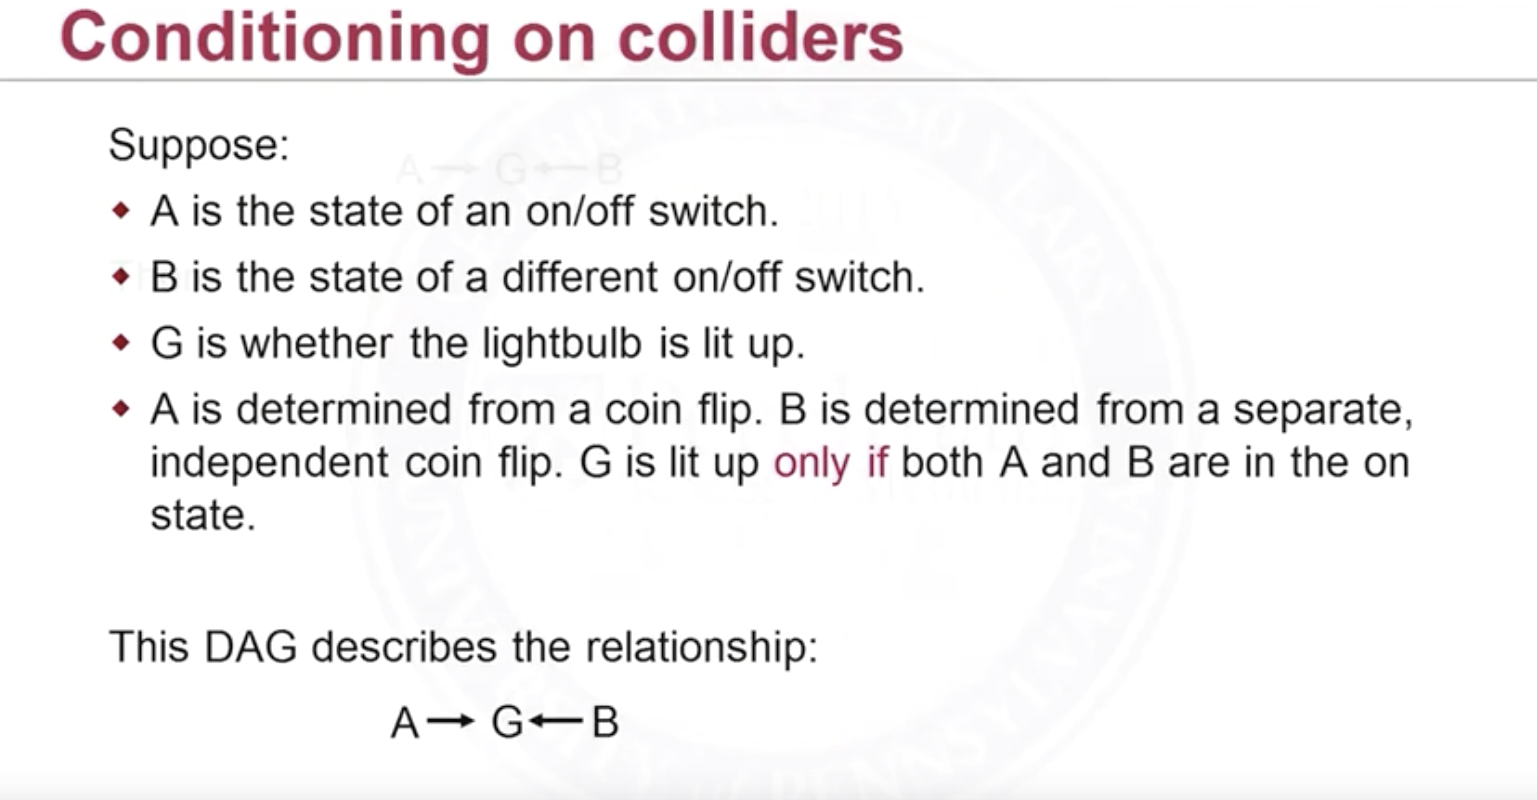 Conditioning on colliders
Suppose:
A → G ← B
◆ A is the state of an on/off switch.
◆ B is the state of a different on/off switch.
◆ G is whether the lightbulb is lit up.
◆ A is determined from a coin flip. B is determined from a separate,
independent coin flip. G is lit up only if both A and B are in the on
state.
This DAG describes the relationship:
A → G ← B